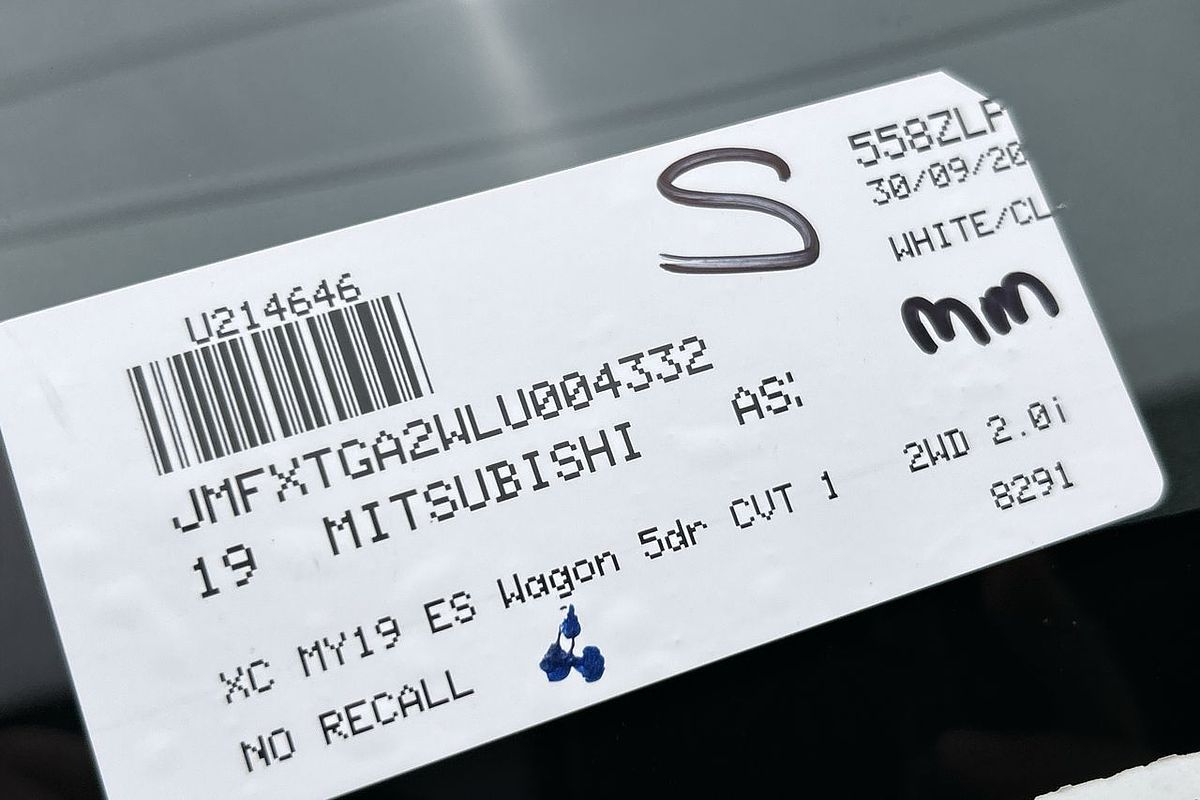 S
558ZLP
30/09/20
WHITE/CL
mm
U214646
JMFXTGA2WLU004332
19 MITSUBISHI AS
XC MY19 ES Wagon 5dr CVT 1 2WD 2.0i
8291
NO RECALL